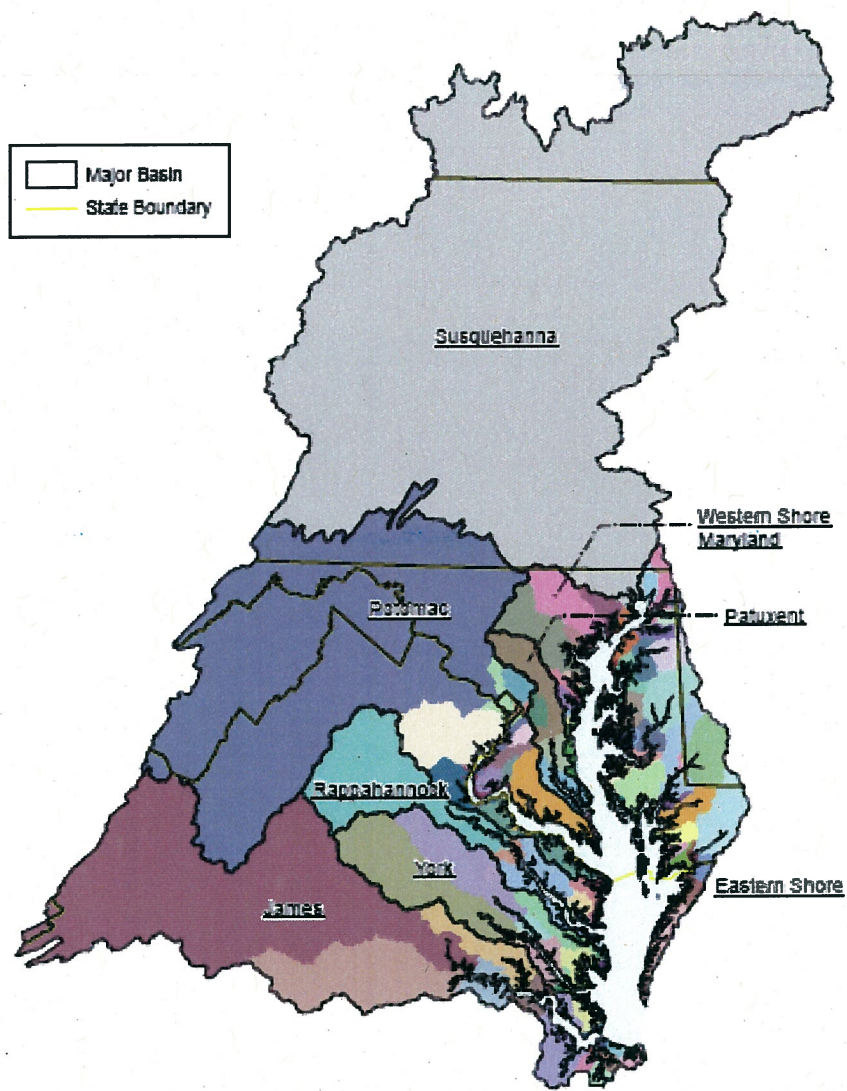 Major Basin
State Boundary
Susquehanna
Western Shore
Maryland
Potomac
Patuxent
Rappahannock
York
Eastern Shore
James